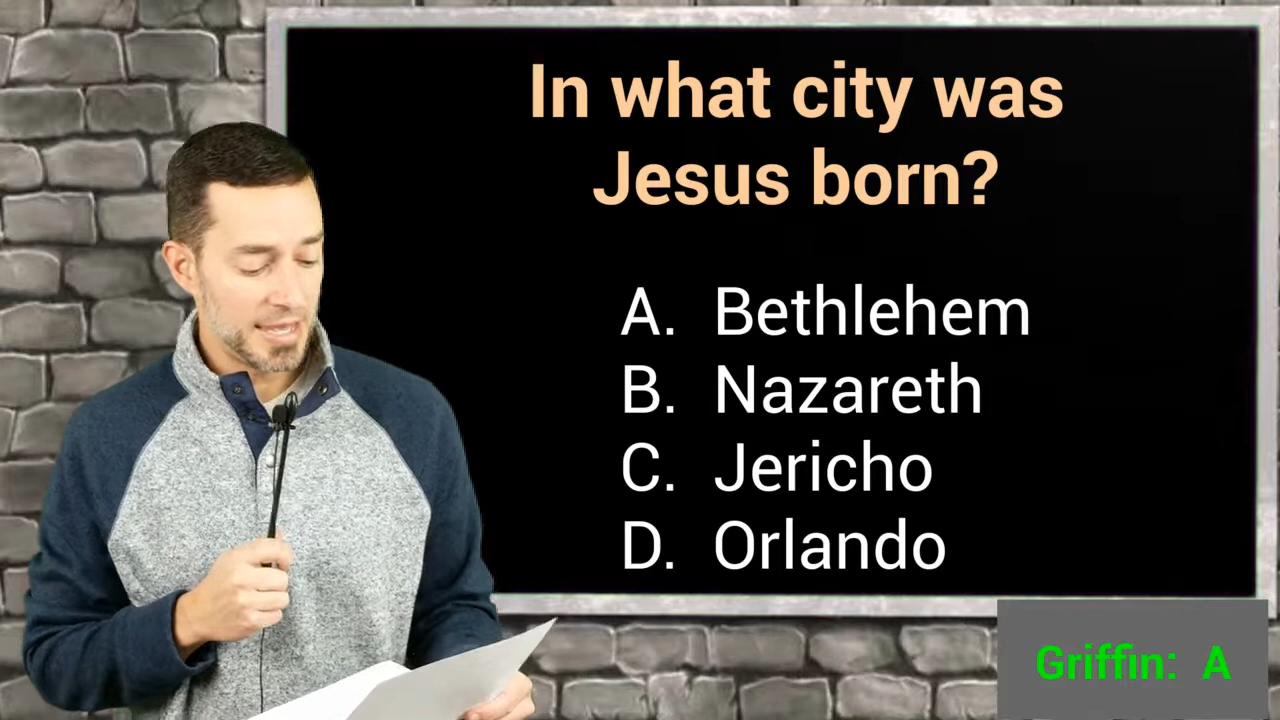 In what city was
Jesus born?
A. Bethlehem
B. Nazareth
C. Jericho
D. Orlando
Griffin: A